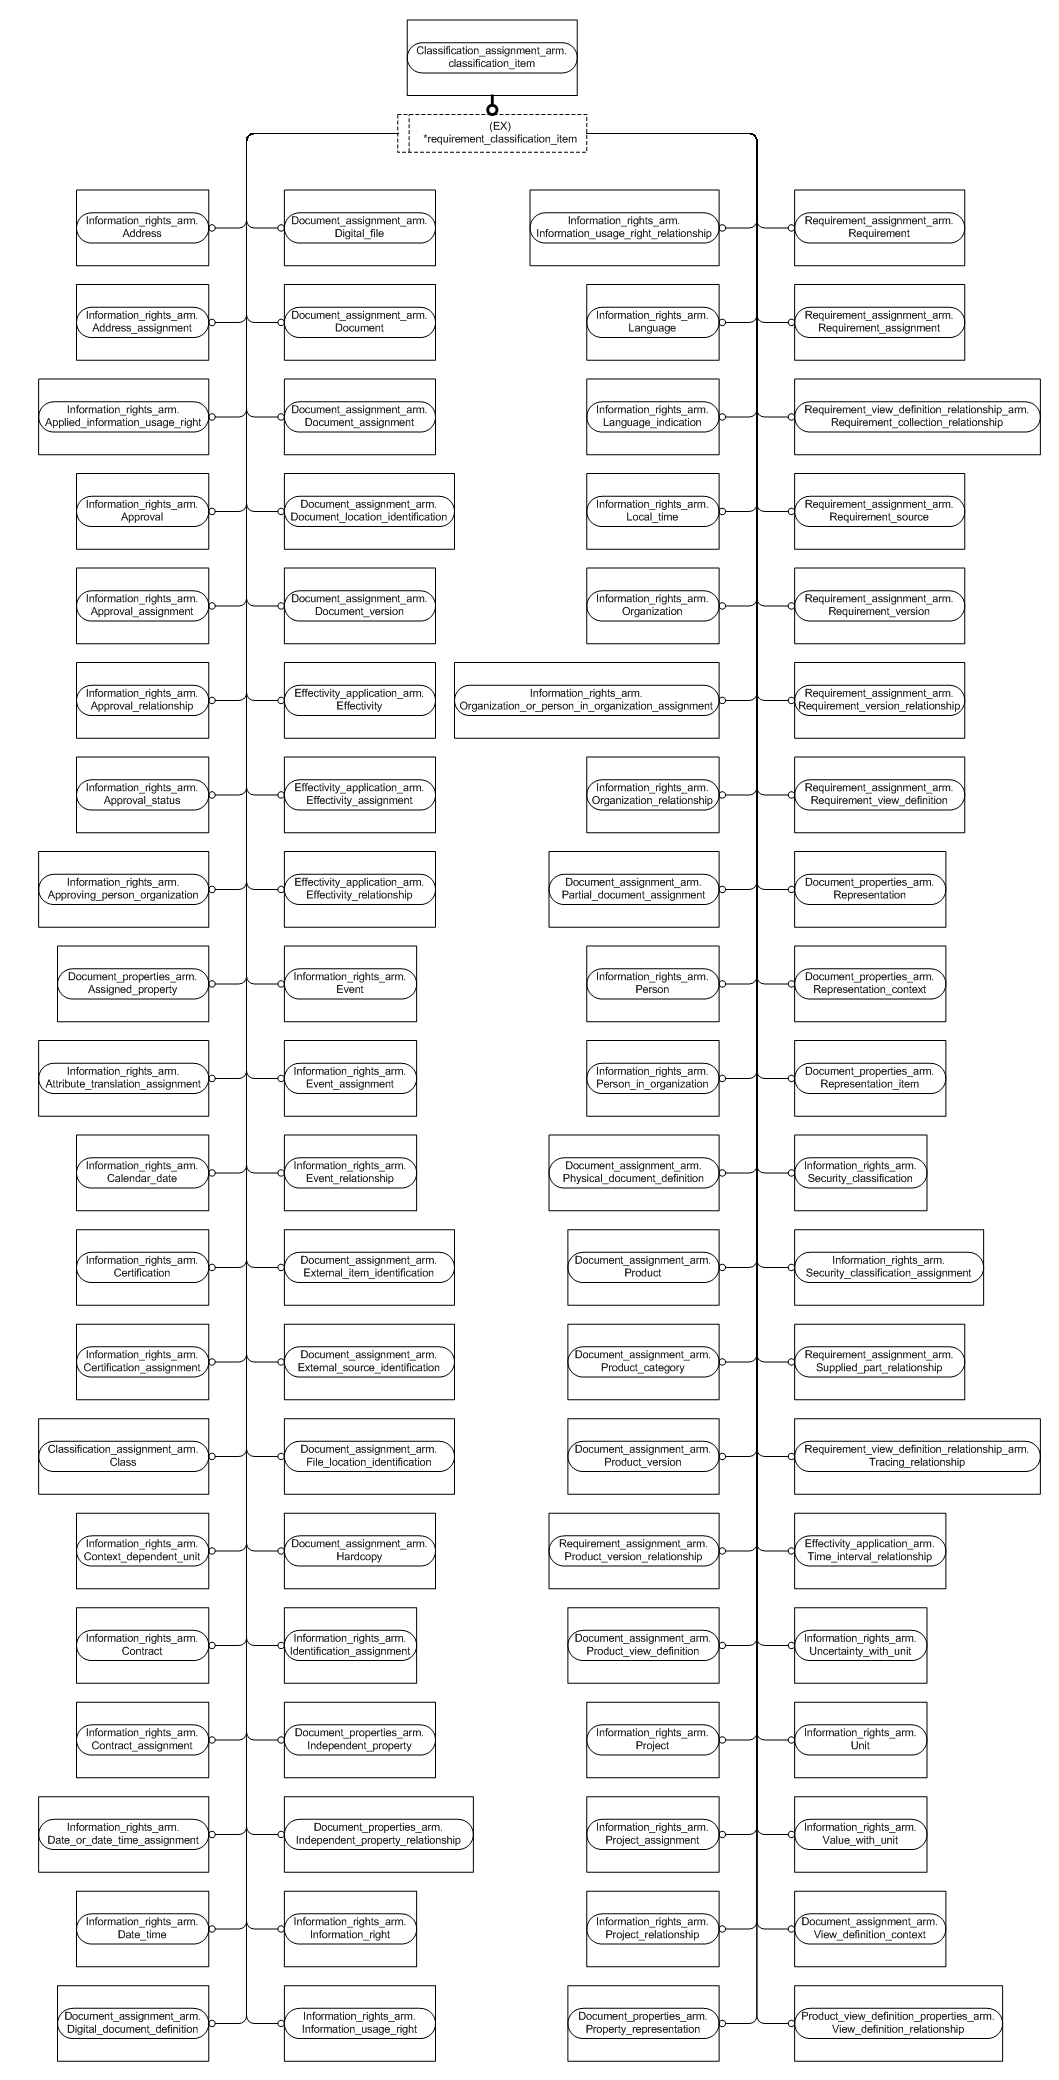 Classification_assignment_arm.
classification_item
(EX)
*requirement_classification_item
Information_rights_arm.
Address
Document_assignment_arm.
Digital_file
Information_rights_arm.
Information_usage_right_relationship
Requirement_assignment_arm.
Requirement
Information_rights_arm.
Address_assignment
Document_assignment_arm.
Document
Information_rights_arm.
Language
Requirement_assignment_arm.
Requirement_assignment
Information_rights_arm.
Applied_information_usage_right
Document_assignment_arm.
Document_assignment
Information_rights_arm.
Language_indication
Requirement_view_definition_relationship_arm.
Requirement_collection_relationship
Information_rights_arm.
Approval
Document_assignment_arm.
Document_location_identification
Information_rights_arm.
Local_time
Requirement_assignment_arm.
Requirement_source
Information_rights_arm.
Approval_assignment
Document_assignment_arm.
Document_version
Information_rights_arm.
Organization
Requirement_assignment_arm.
Requirement_version
Information_rights_arm.
Approval_relationship
Effectivity_application_arm.
Effectivity
Information_rights_arm.
Organization_or_person_in_organization_assignment
Requirement_assignment_arm.
Requirement_version_relationship
Information_rights_arm.
Approval_status
Effectivity_application_arm.
Effectivity_assignment
Information_rights_arm.
Organization_relationship
Requirement_assignment_arm.
Requirement_view_definition
Information_rights_arm.
Approving_person_organization
Effectivity_application_arm.
Effectivity_relationship
Document_assignment_arm.
Partial_document_assignment
Document_properties_arm.
Representation
Document_properties_arm.
Assigned_property
Information_rights_arm.
Event
Information_rights_arm.
Person
Document_properties_arm.
Representation_context
Information_rights_arm.
Attribute_translation_assignment
Information_rights_arm.
Event_assignment
Information_rights_arm.
Person_in_organization
Document_properties_arm.
Representation_item
Information_rights_arm.
Calendar_date
Information_rights_arm.
Event_relationship
Document_assignment_arm.
Physical_document_definition
Information_rights_arm.
Security_classification
Information_rights_arm.
Certification
Document_assignment_arm.
External_item_identification
Document_assignment_arm.
Product
Information_rights_arm.
Security_classification_assignment
Information_rights_arm.
Certification_assignment
Document_assignment_arm.
External_source_identification
Document_assignment_arm.
Product_category
Requirement_assignment_arm.
Supplied_part_relationship
Classification_assignment_arm.
Class
Document_assignment_arm.
File_location_identification
Document_assignment_arm.
Product_version
Requirement_view_definition_relationship_arm.
Tracing_relationship
Information_rights_arm.
Context_dependent_unit
Document_assignment_arm.
Hardcopy
Requirement_assignment_arm.
Product_version_relationship
Effectivity_application_arm.
Time_interval_relationship
Information_rights_arm.
Contract
Information_rights_arm.
Identification_assignment
Document_assignment_arm.
Product_view_definition
Information_rights_arm.
Uncertainty_with_unit
Information_rights_arm.
Contract_assignment
Document_properties_arm.
Independent_property
Information_rights_arm.
Project
Information_rights_arm.
Unit
Information_rights_arm.
Date_or_date_time_assignment
Document_properties_arm.
Independent_property_relationship
Information_rights_arm.
Project_assignment
Information_rights_arm.
Value_with_unit
Information_rights_arm.
Date_time
Information_rights_arm.
Information_right
Information_rights_arm.
Project_relationship
Document_assignment_arm.
View_definition_context
Document_assignment_arm.
Digital_document_definition
Information_rights_arm.
Information_usage_right
Document_properties_arm.
Property_representation
Product_view_definition_properties_arm.
View_definition_relationship